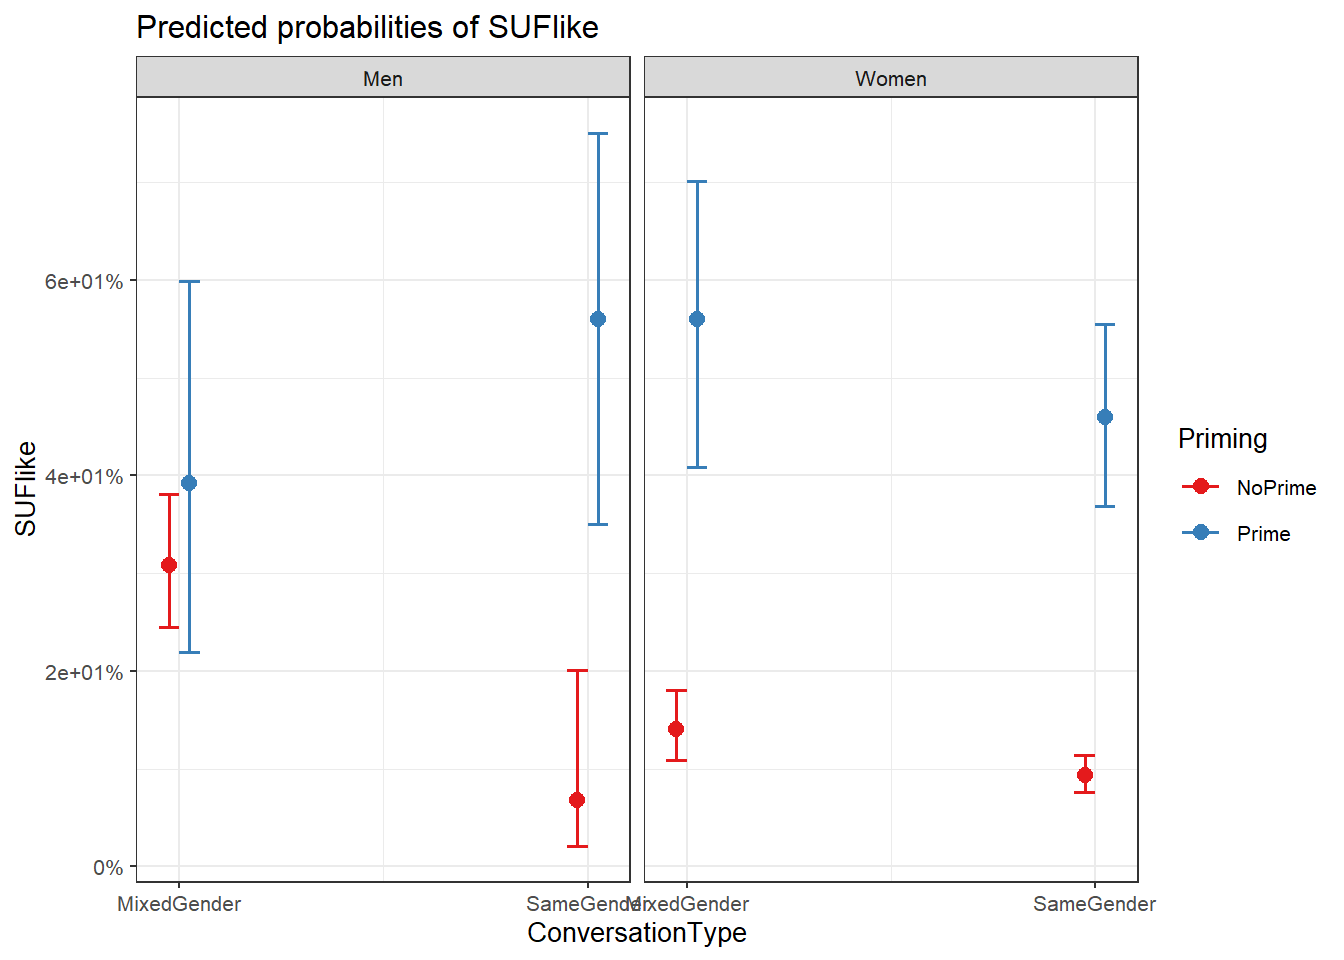 Predicted probabilities of SUFlike
Men
Women
6e+01%
4e+01%
2e+01%
0%
SUFlike
MixedGender
SameGender
MixedGender
SameGender
ConversationType
Priming
NoPrime
Prime